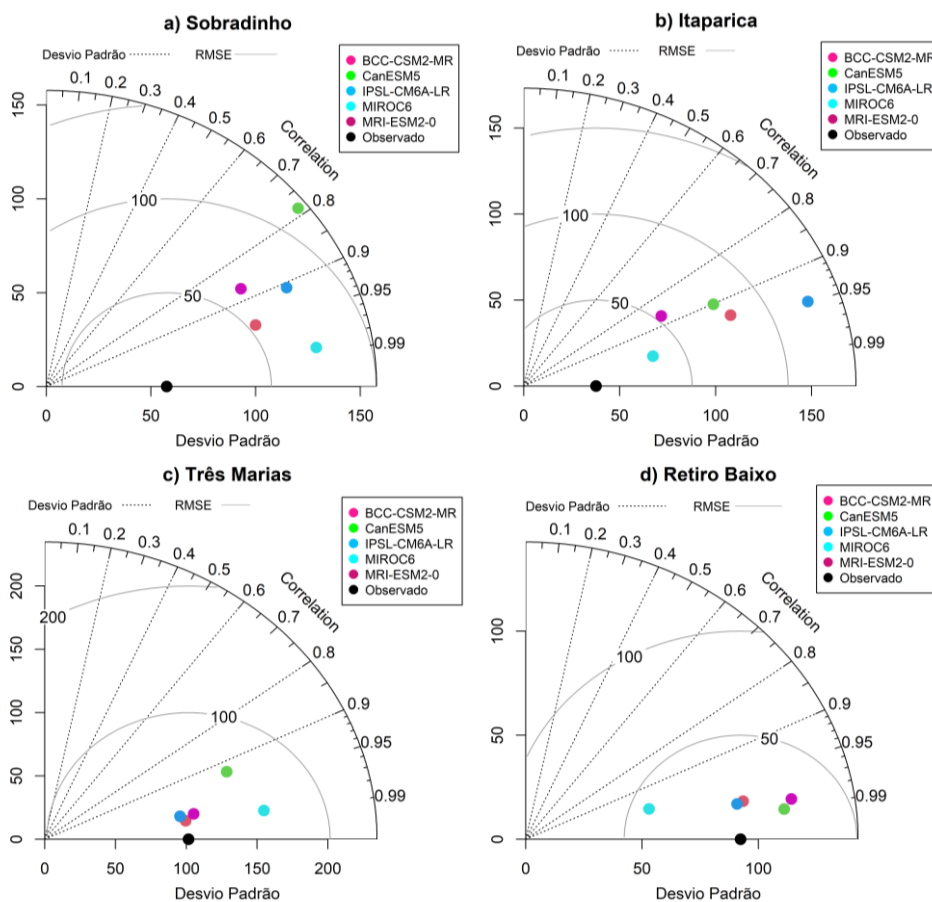 a) Sobradinho
Desvio Padrão
RMSE
BCC-CSM2-MR
CanESM5
IPSL-CM6A-LR
MIROC6
MRI-ESM2-0
Observado
0.1
0.2
0.3
0.4
0.5
0.6
0.7
0.8
0.9
0.95
0.99
Correlation
150
100
50
0
100
50
0
50
100
150
Desvio Padrão
b) Itaparica
Desvio Padrão
RMSE
BCC-CSM2-MR
CanESM5
IPSL-CM6A-LR
MIROC6
MRI-ESM2-0
Observado
0.1
0.2
0.3
0.4
0.5
0.6
0.7
0.8
0.9
0.95
0.99
Correlation
150
100
50
0
100
50
0
50
100
150
Desvio Padrão
c) Três Marias
Desvio Padrão
RMSE
BCC-CSM2-MR
CanESM5
IPSL-CM6A-LR
MIROC6
MRI-ESM2-0
Observado
0.1
0.2
0.3
0.4
0.5
0.6
0.7
0.8
0.9
0.95
0.99
Correlation
200
150
100
50
0
200
100
0
50
100
150
200
Desvio Padrão
d) Retiro Baixo
Desvio Padrão
RMSE
BCC-CSM2-MR
CanESM5
IPSL-CM6A-LR
MIROC6
MRI-ESM2-0
Observado
0.1
0.2
0.3
0.4
0.5
0.6
0.7
0.8
0.9
0.95
0.99
Correlation
100
50
0
100
50
0
50
100
Desvio Padrão